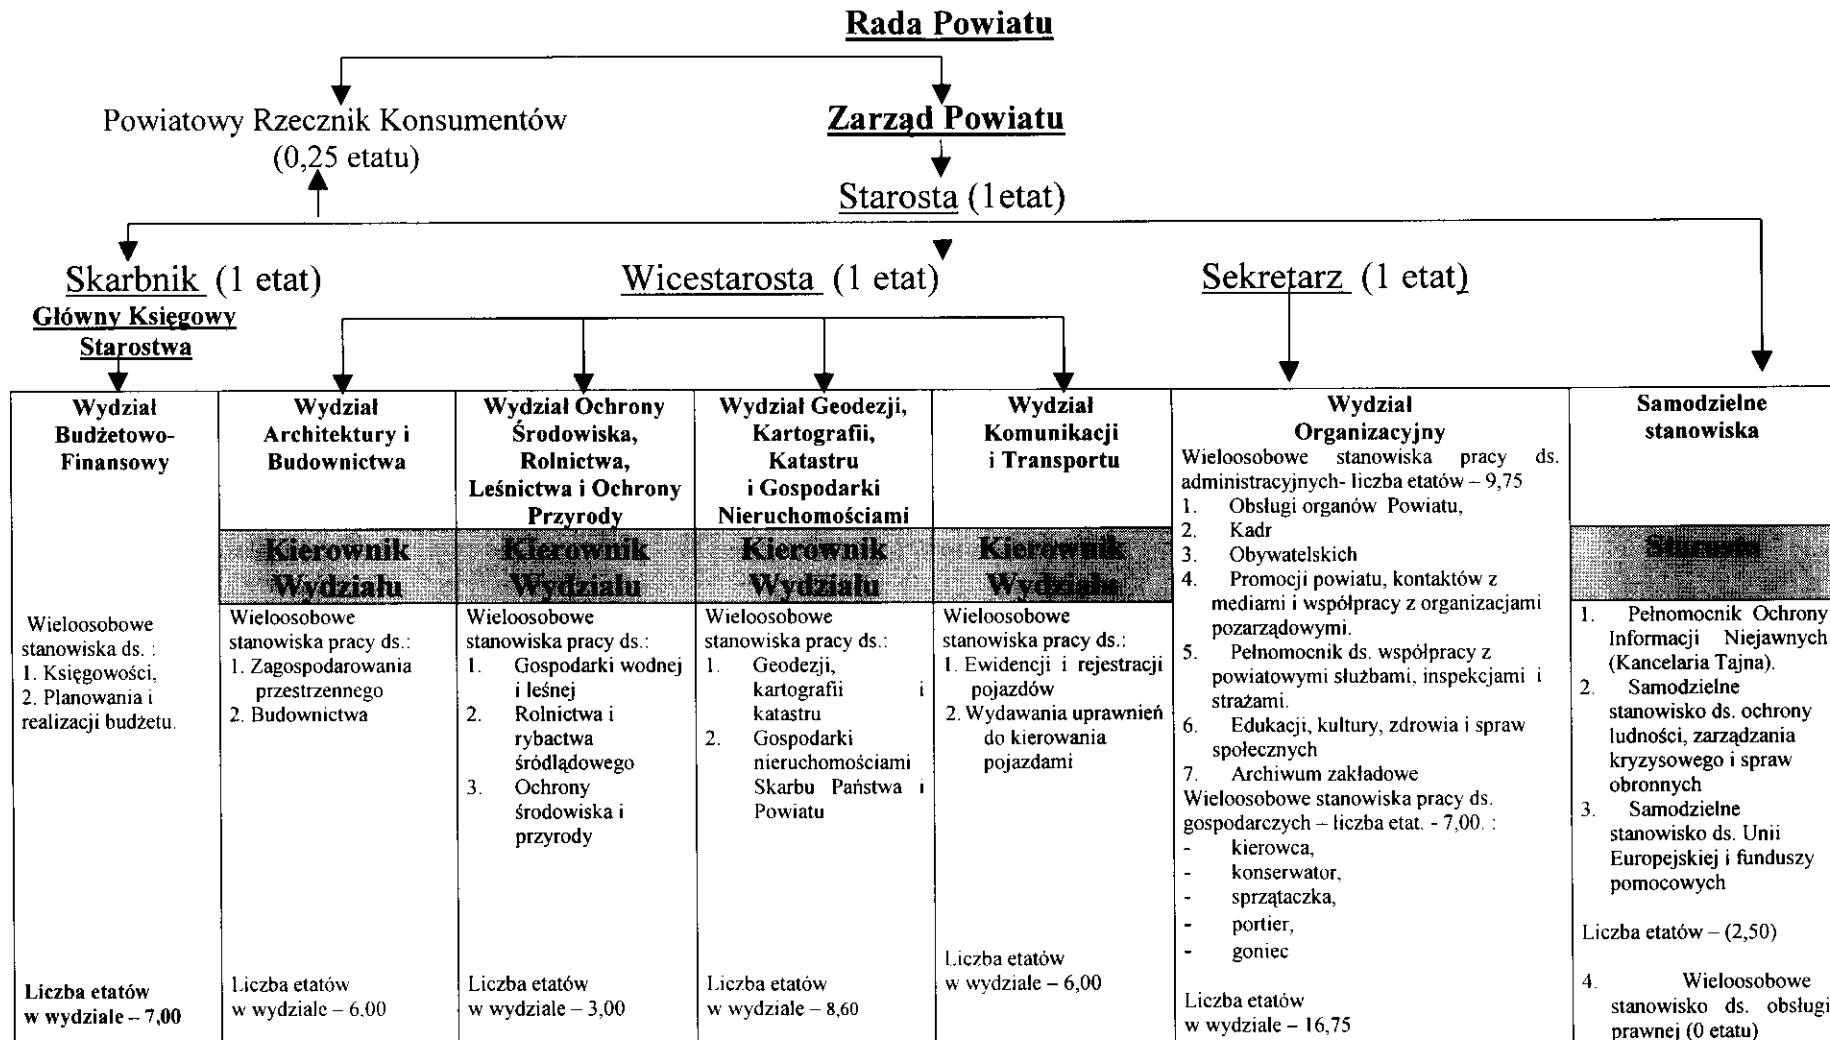 Rada Powiatu
Powiatowy Rzecznik Konsumentów
(0,25 etatu)
Zarząd Powiatu
Starosta (1etat)
Skarbnik (1 etat)
Wicestarosta (1 etat)
Sekretarz (1 etat)
Główny Księgowy
Starostwa
Wydział
Budżetowo-
Finansowy
Wieloosobowe
stanowiska ds. :
1. Księgowości,
2. Planowania i
realizacji budżetu.
Liczba etatów
w wydziale – 7,00
Wydział
Architektury i
Budownictwa
Kierownik
Wydziału
Wieloosobowe
stanowiska pracy ds.:
1. Zagospodarowania
przestrzennego
2. Budownictwa
Liczba etatów
w wydziale – 6,00
Wydział Ochrony
Środowiska,
Rolnictwa,
Leśnictwa i Ochrony
Przyrody
Kierownik
Wydziału
Wieloosobowe
stanowiska pracy ds.:
1. Gospodarki wodnej
i leśnej
2. Rolnictwa i
rybactwa
śródlądowego
3. Ochrony
środowiska i
przyrody
Liczba etatów
w wydziale – 3,00
Wydział Geodezji,
Kartografii,
Katastru
i Gospodarki
Nieruchomościami
Kierownik
Wydziału
Wieloosobowe
stanowiska pracy ds.:
1. Geodezji,
kartografii i
katastru
2. Gospodarki
nieruchomościami
Skarbu Państwa i
Powiatu
Liczba etatów
w wydziale – 8,60
Wydział
Komunikacji
i Transportu
Kierownik
Wydziału
Wieloosobowe
stanowiska pracy ds.:
1. Ewidencji i rejestracji
pojazdów
2. Wydawania uprawnień
do kierowania
pojazdami
Liczba etatów
w wydziale – 6,00
Wydział
Organizacyjny
Wieloosobowe stanowiska pracy ds.
administracyjnych- liczba etatów – 9,75
1. Obsługi organów Powiatu,
2. Kadr
3. Obywatelskich
4. Promocji powiatu, kontaktów z
mediami i współpracy z organizacjami
pozarządowymi.
5. Pełnomocnik ds. współpracy z
powiatowymi służbami, inspekcjami i
strażami.
6. Edukacji, kultury, zdrowia i spraw
społecznych
7. Archiwum zakładowe
Wieloosobowe stanowiska pracy ds.
gospodarczych – liczba etat. - 7,00. :
- kierowca,
- konserwator,
- sprzątaczka,
- portier,
- goniec
Liczba etatów
w wydziale – 16,75
Samodzielne
stanowiska
Starosta
1. Pełnomocnik Ochrony
Informacji Niejawnych
(Kancelaria Tajna).
2. Samodzielne
stanowisko ds. ochrony
ludności, zarządzania
kryzysowego i spraw
obronnych
3. Samodzielne
stanowisko ds. Unii
Europejskiej i funduszy
pomocowych
Liczba etatów – (2,50)
4. Wieloosobowe
stanowisko ds. obsługi
prawnej (0 etatu)